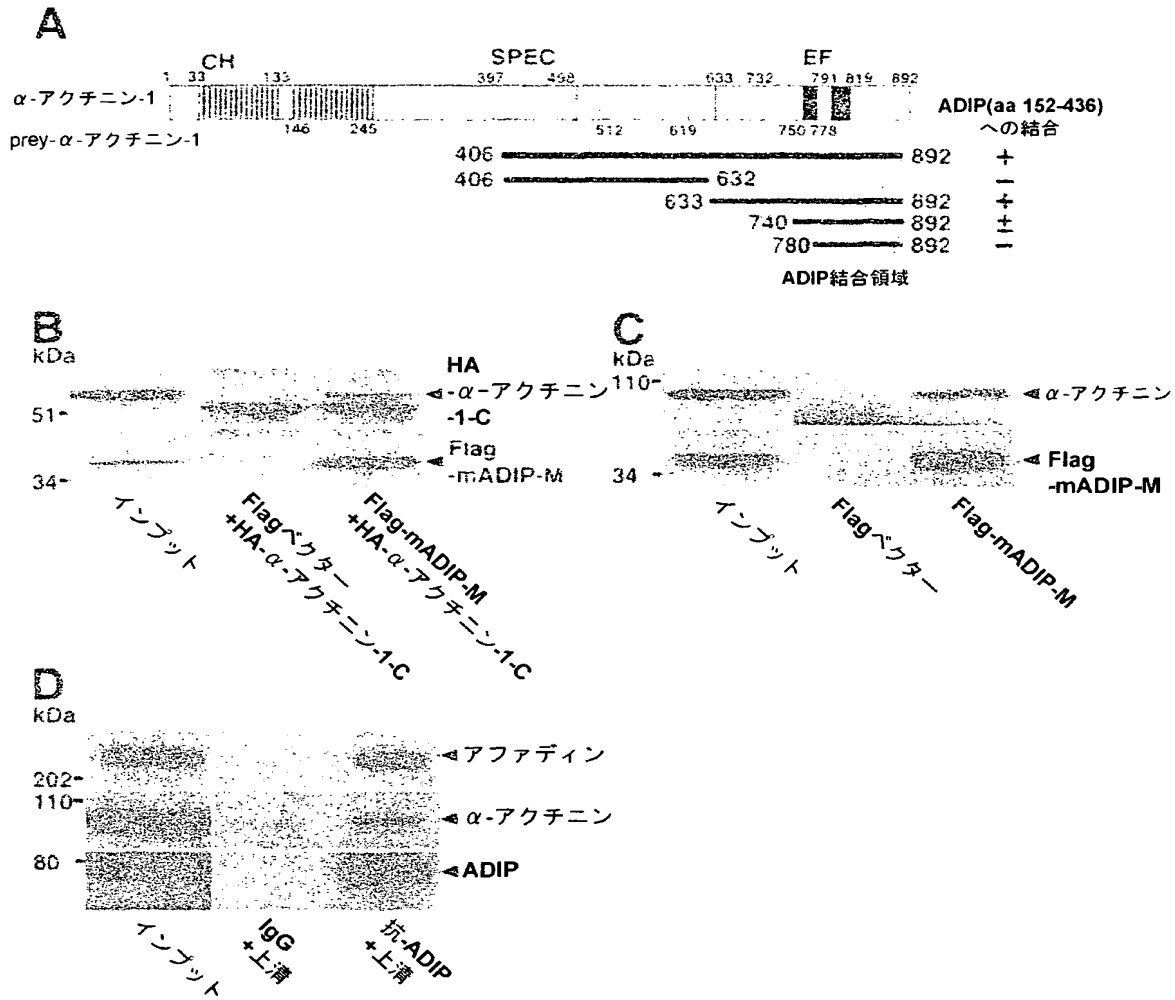 A
CH SPEC EF
1 33 133 397 498 633 732 791 819 892
α-アクチニン-1
ADIP(aa 152-436)
への結合
prey-α-アクチニン-1
146 245 512 619 750 778
406 892 +
406 632 −
633 892 +
740 892 ±
780 892 −
ADIP結合領域
B
kDa
51-
34-
HA
-α-アクチニン
-1-C
Flag
-mADIP-M
インプット
Flagベクター
+HA-α-アクチニン-1-C
Flag-mADIP-M
+HA-α-アクチニン-1-C
C
kDa
110-
34 -
α-アクチニン
Flag
-mADIP-M
インプット
Flagベクター
Flag-mADIP-M
D
kDa
202-
110-
80 -
アファディン
α-アクチニン
ADIP
インプット
IgG
+上清
抗-ADIP
+上清